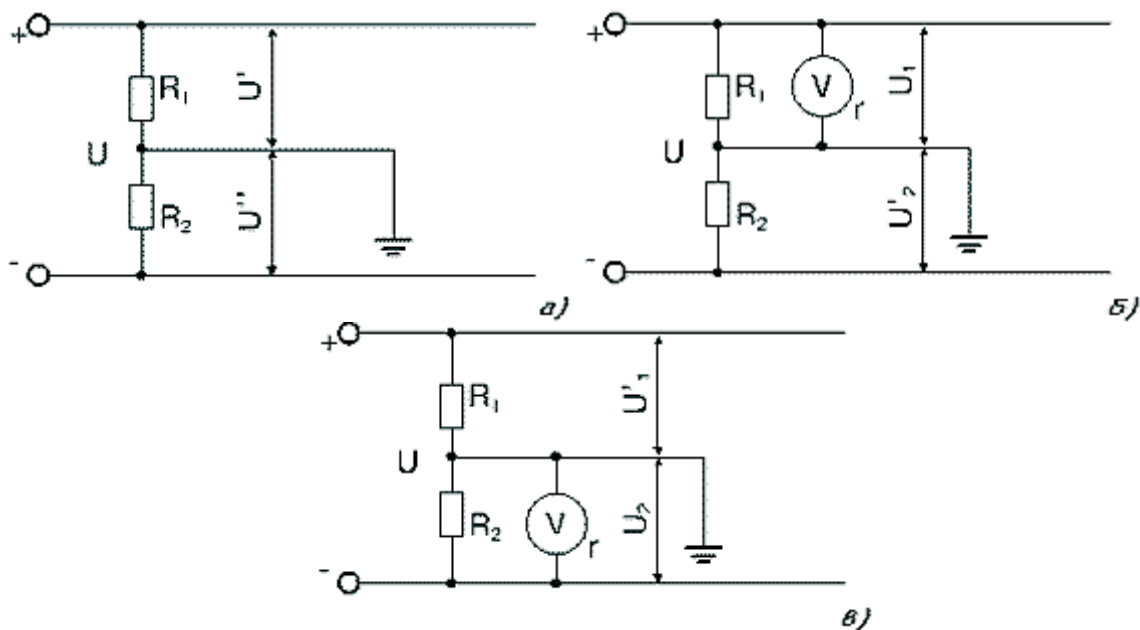 +
R₁
U'
U
R₂
U''
-
а)
+
R₁
V
r
U₁
U
R₂
U'₂
-
б)
+
R₁
U'₁
U
R₂
V
r
U₂
-
в)